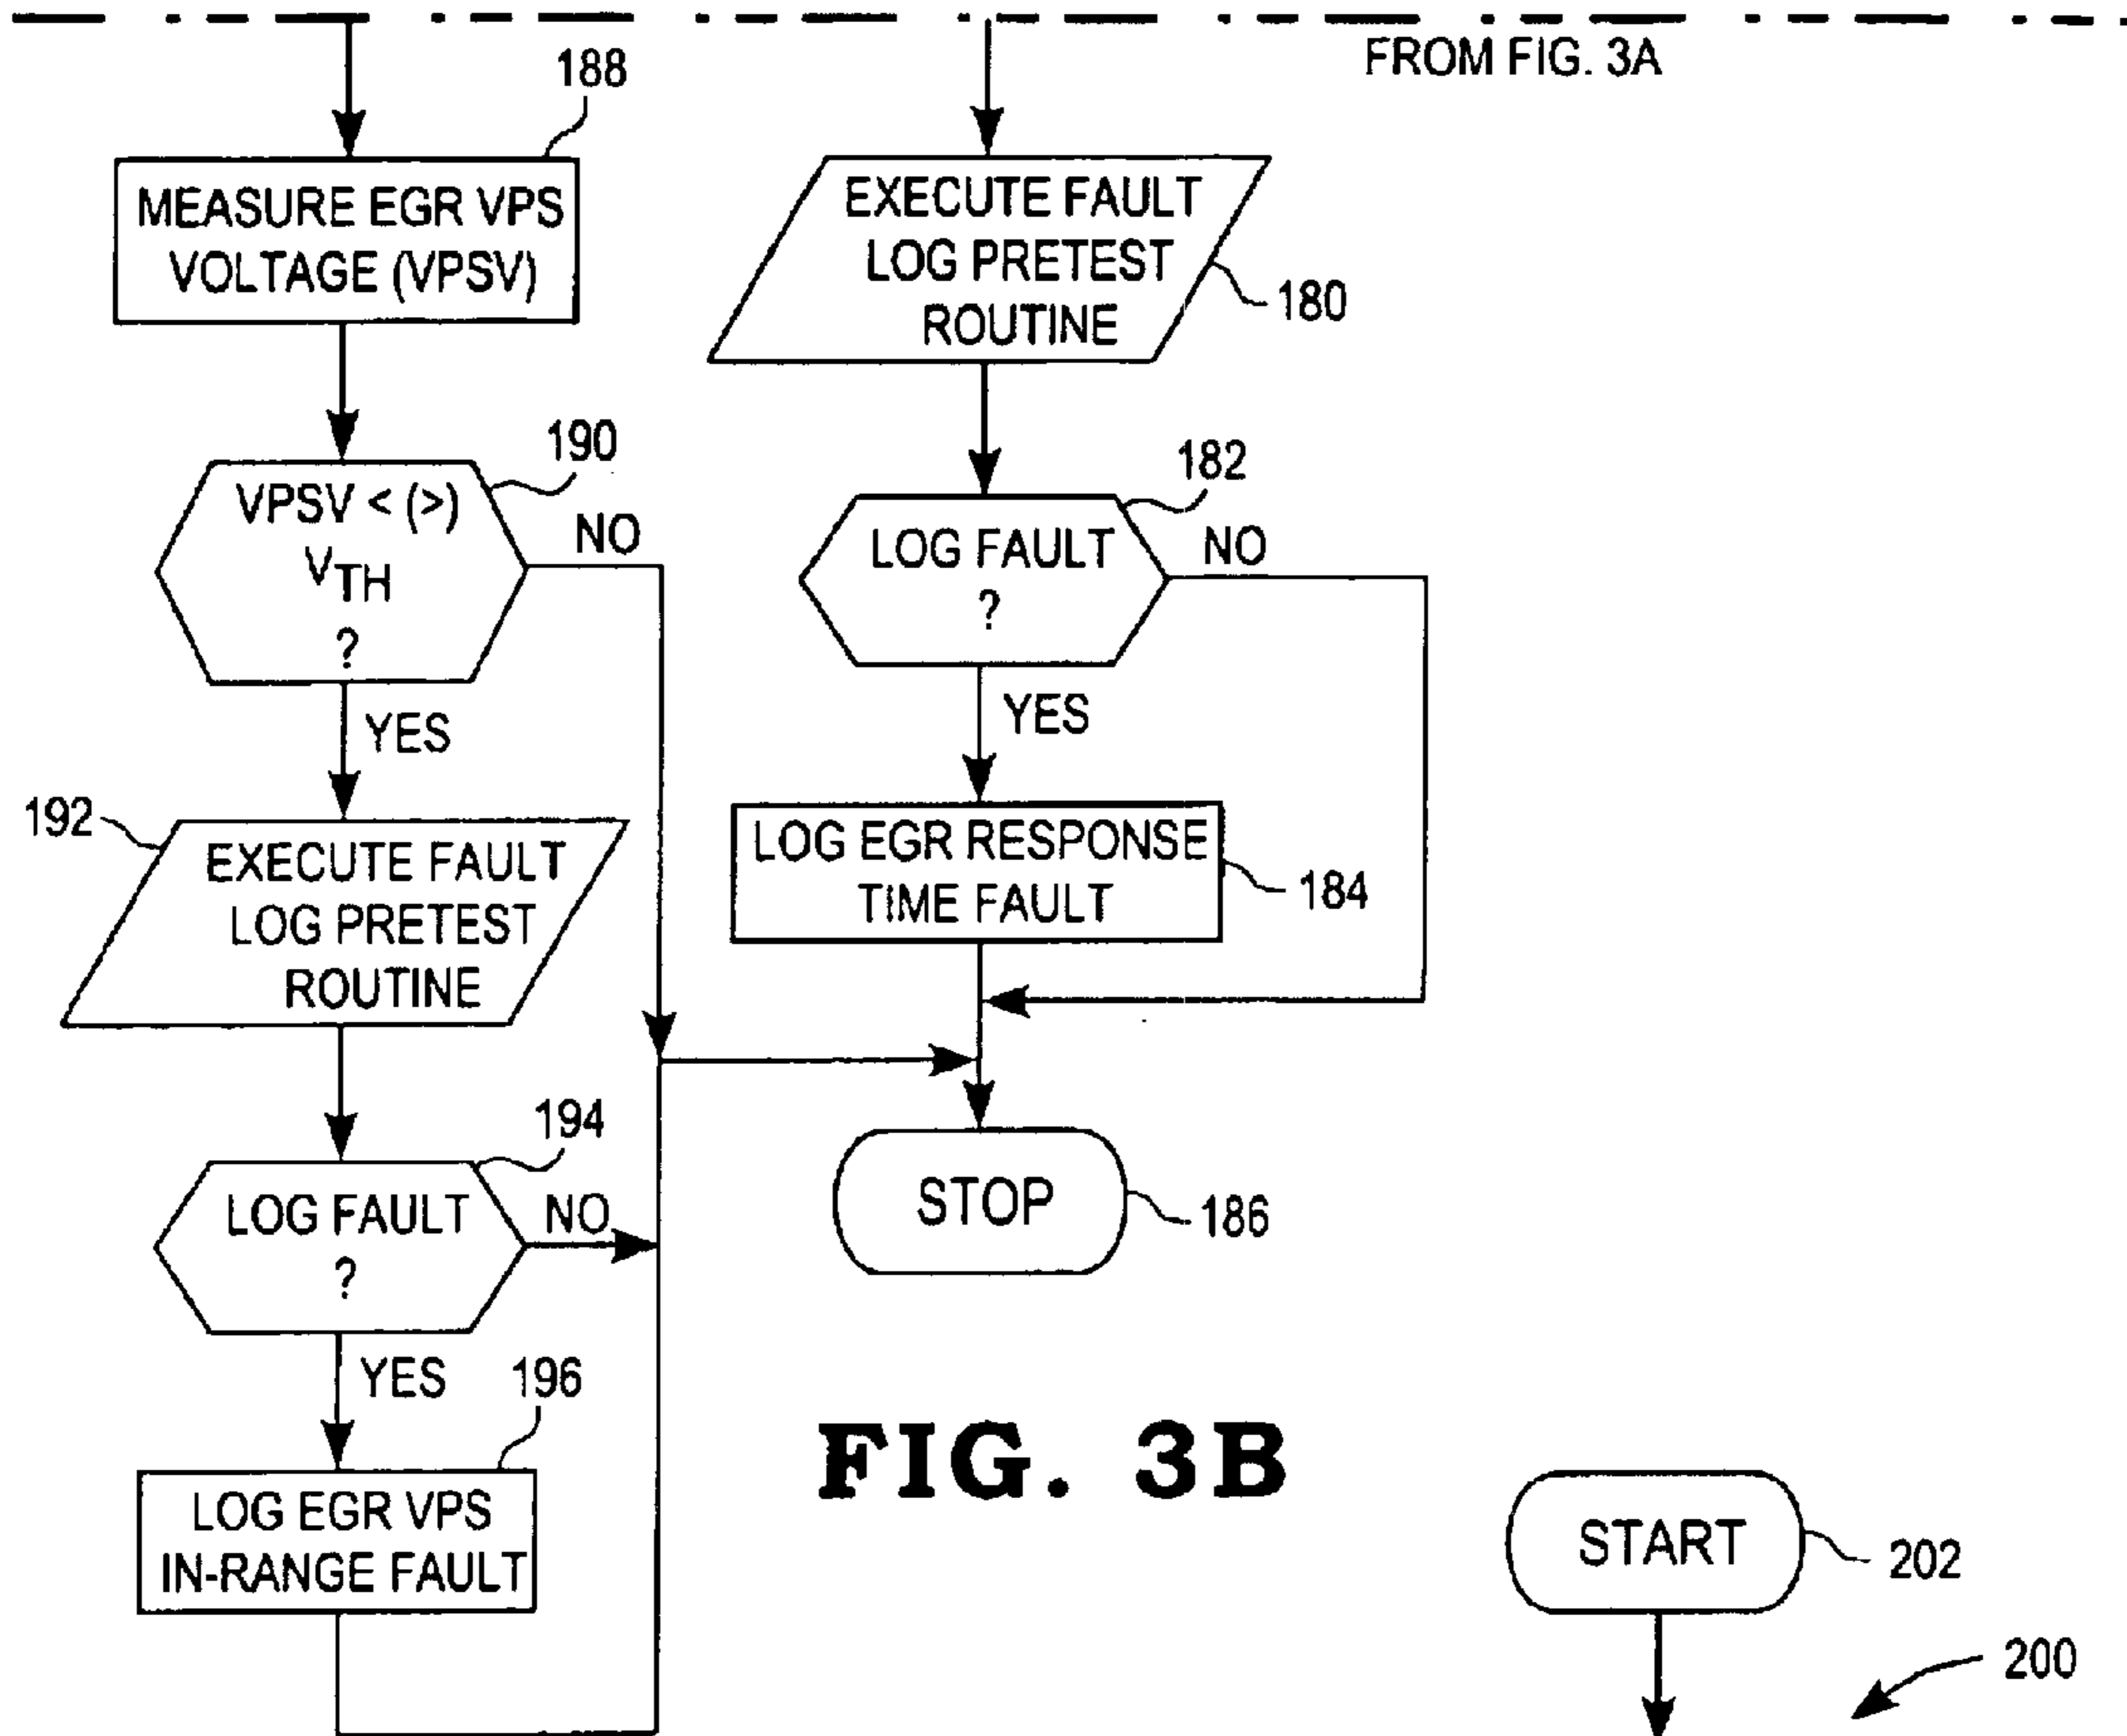 FROM FIG. 3A
188
MEASURE EGR VPS
VOLTAGE (VPSV)
EXECUTE FAULT
LOG PRETEST
ROUTINE
180
190
VPSV < (>)
VTH
?
NO
YES
182
LOG FAULT
?
NO
YES
192
EXECUTE FAULT
LOG PRETEST
ROUTINE
LOG EGR RESPONSE
TIME FAULT
184
194
LOG FAULT
?
NO
YES
STOP
186
196
LOG EGR VPS
IN-RANGE FAULT
FIG. 3B
START
202
200